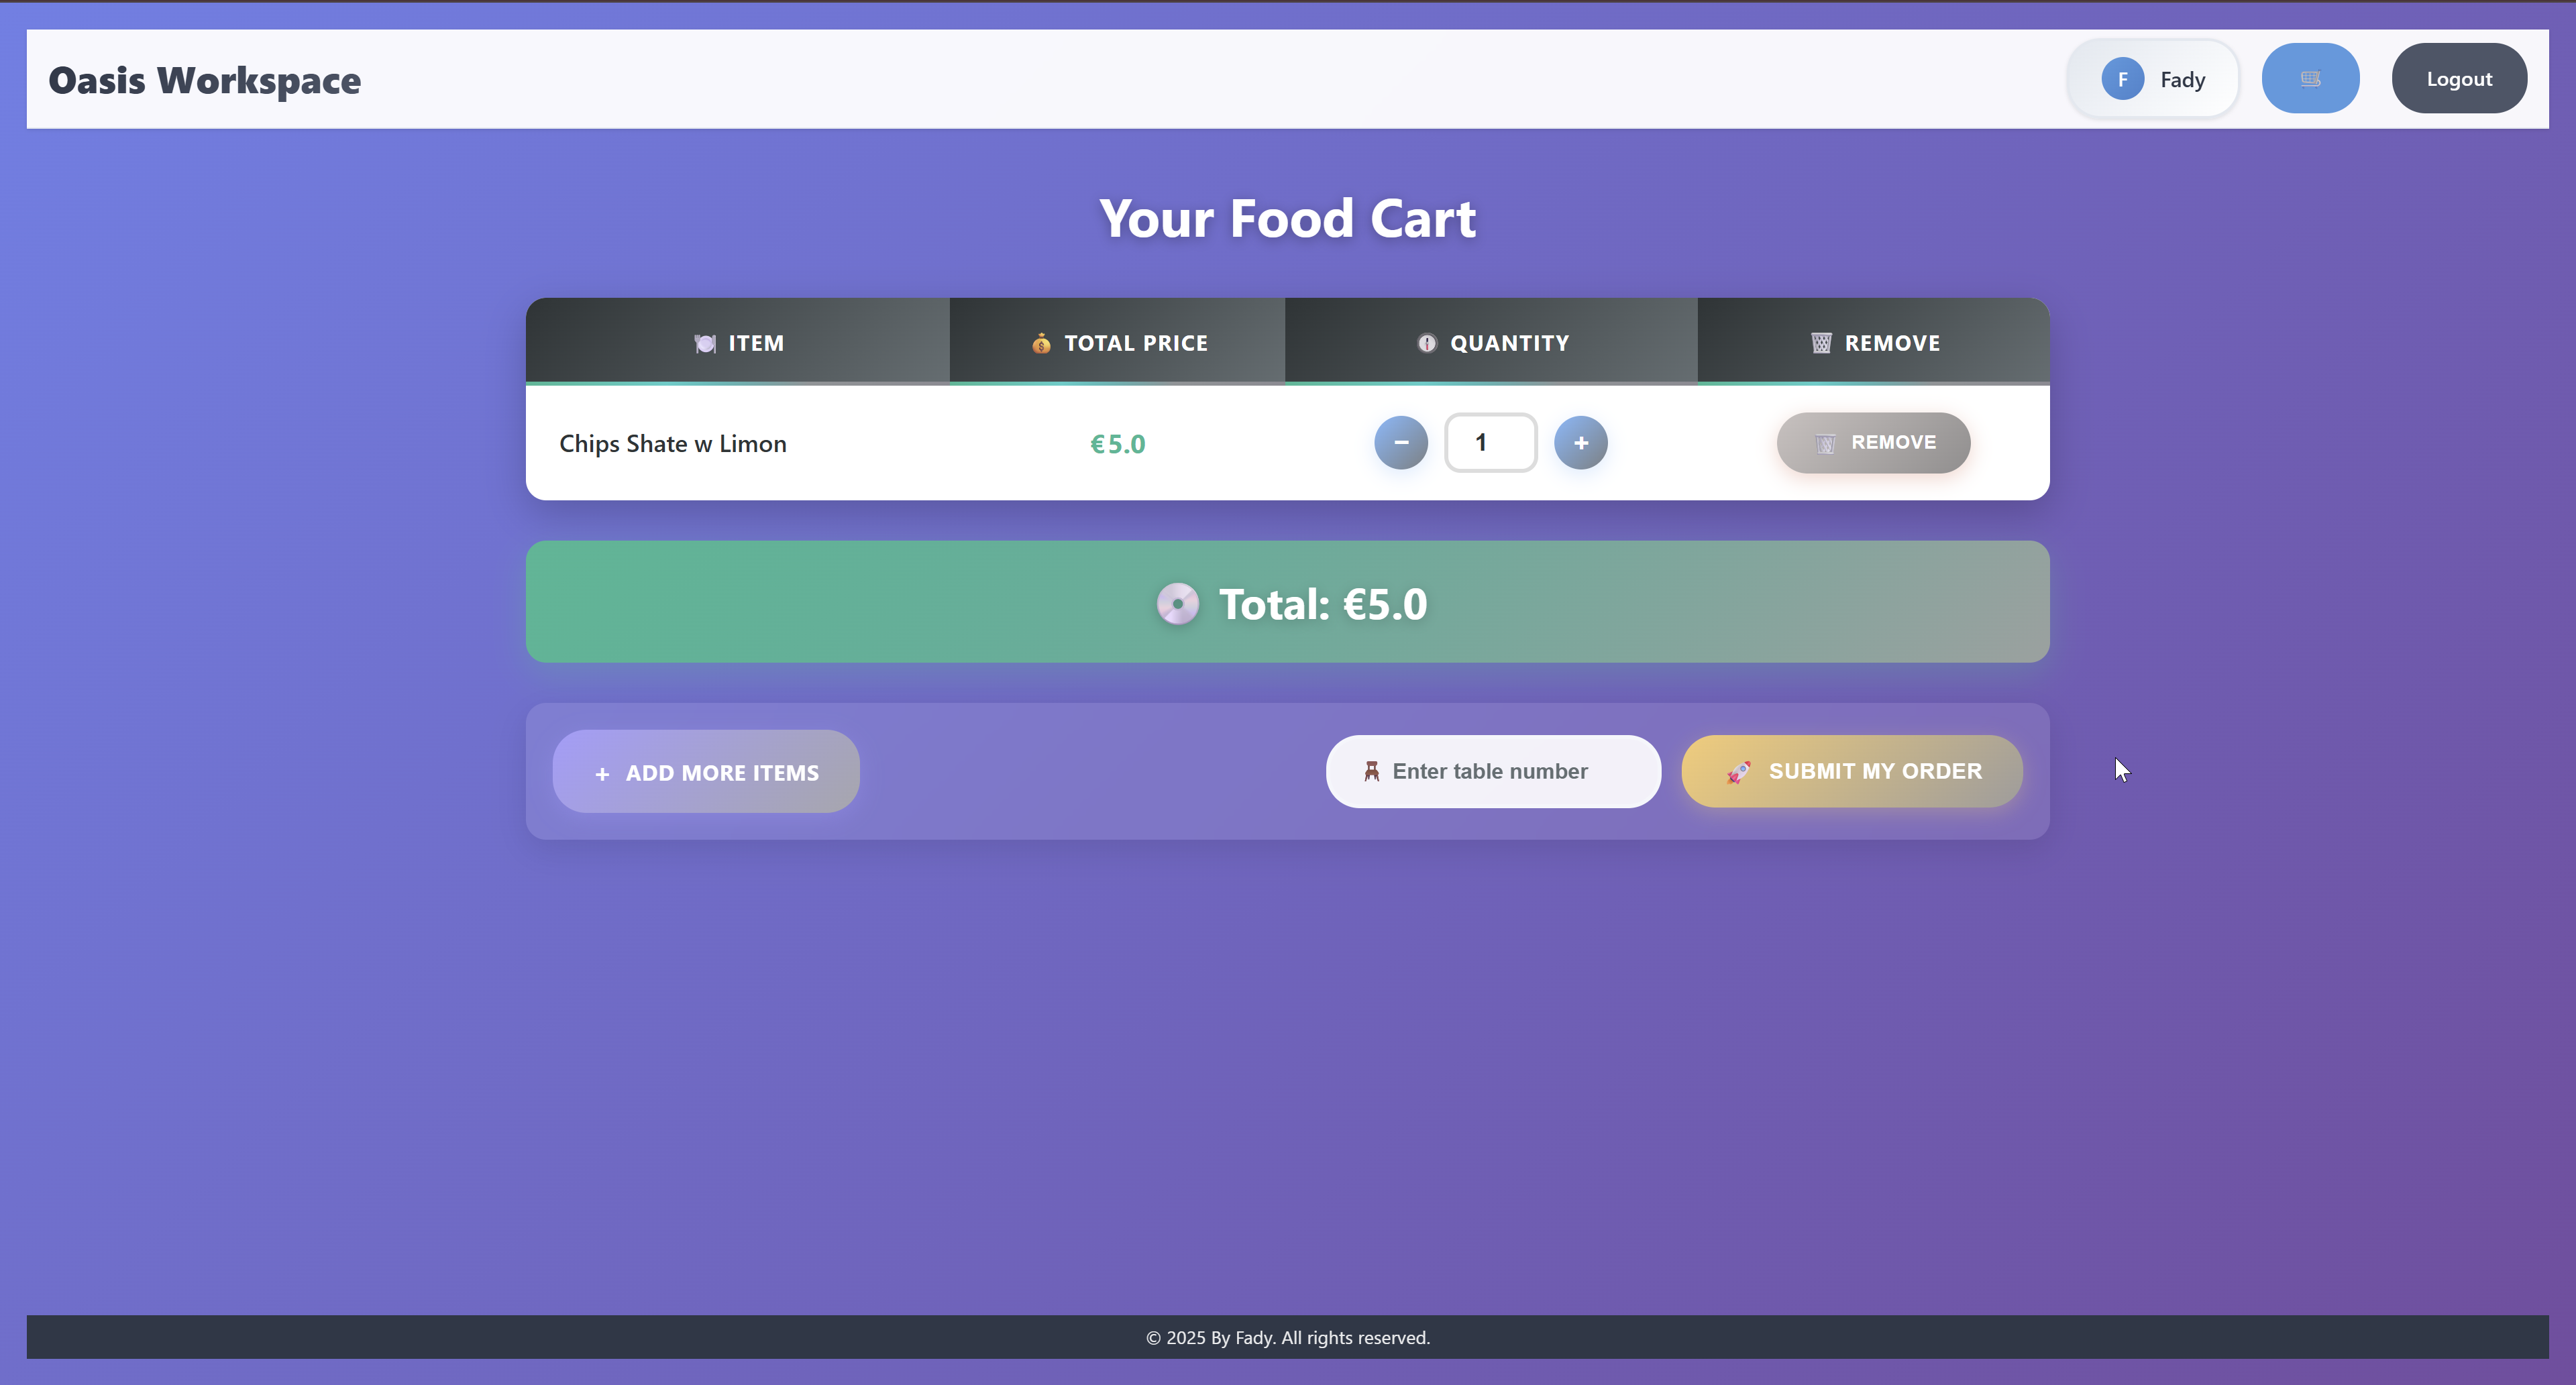 Oasis Workspace
F Fady
Logout
Your Food Cart
ITEM TOTAL PRICE QUANTITY REMOVE
Chips Shate w Limon €5.0 − 1 + REMOVE
Total: €5.0
+ ADD MORE ITEMS Enter table number SUBMIT MY ORDER
© 2025 By Fady. All rights reserved.